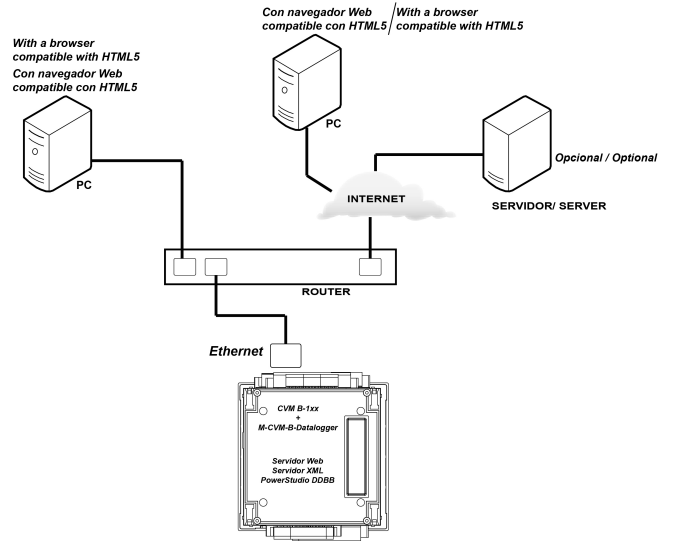 Con navegador Web / With a browser
compatible con HTML5 / compatible with HTML5
With a browser
compatible with HTML5
Con navegador Web
compatible con HTML5
PC
PC
Opcional / Optional
INTERNET
SERVIDOR/ SERVER
ROUTER
Ethernet
CVM B-1xx
+
M-CVM-B-Datalogger
Servidor Web
Servidor XML
PowerStudio DDBB